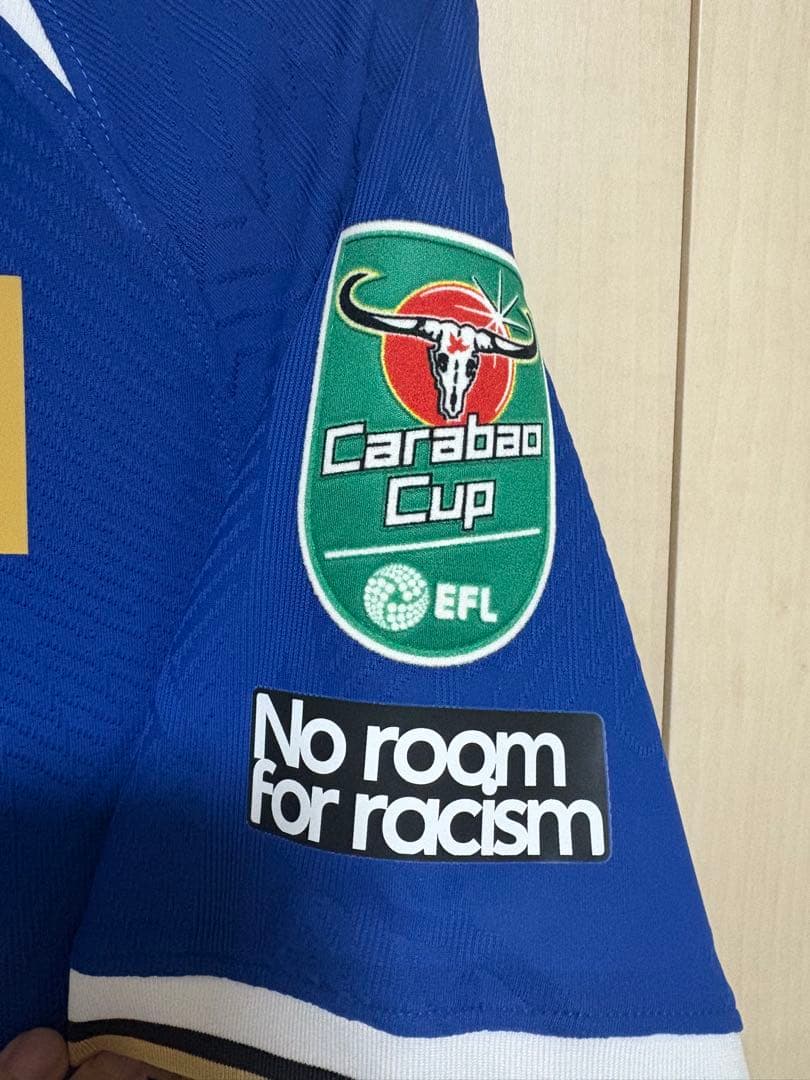 Carabao
Cup
EFL
No room
for racism